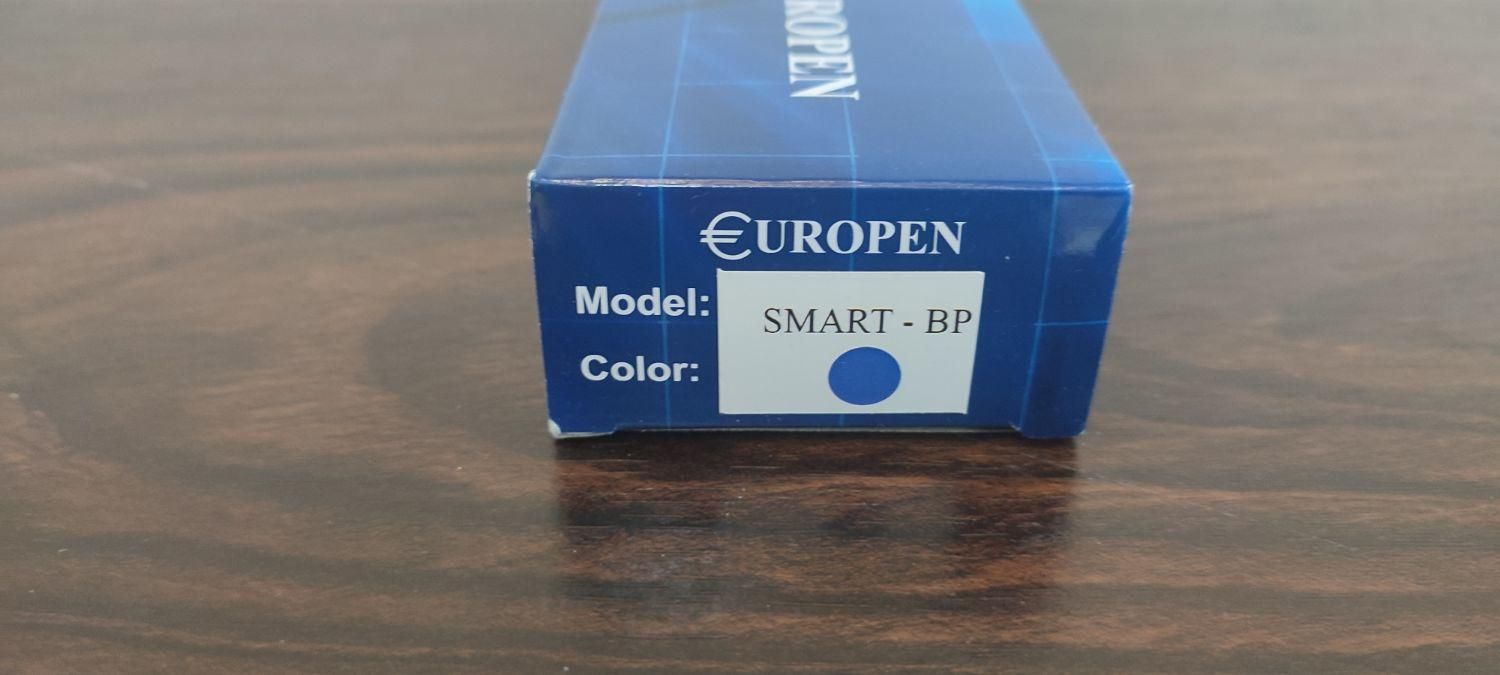 ROPEN
€UROPEN
Model: SMART - BP
Color: